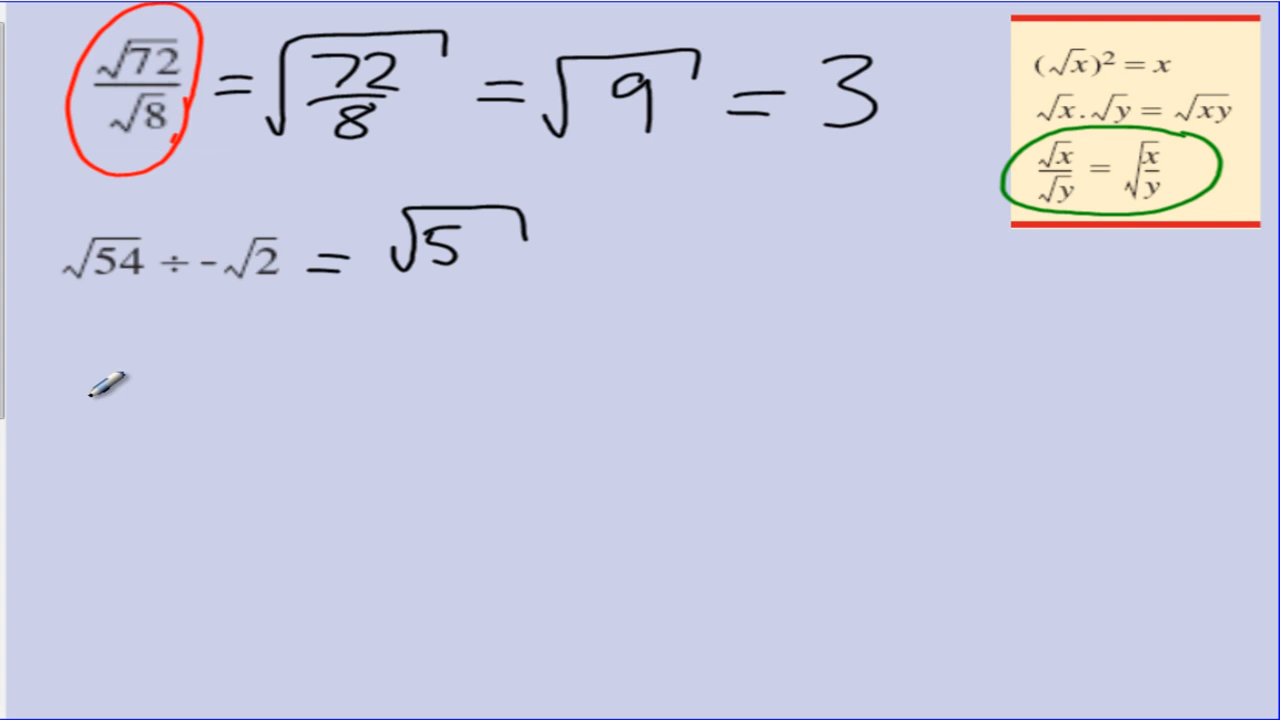 √72/√8 = √(72/8) = √9 = 3
(√x)² = x
√x.√y = √xy
√x/√y = √(x/y)
√54 ÷ -√2 = √5